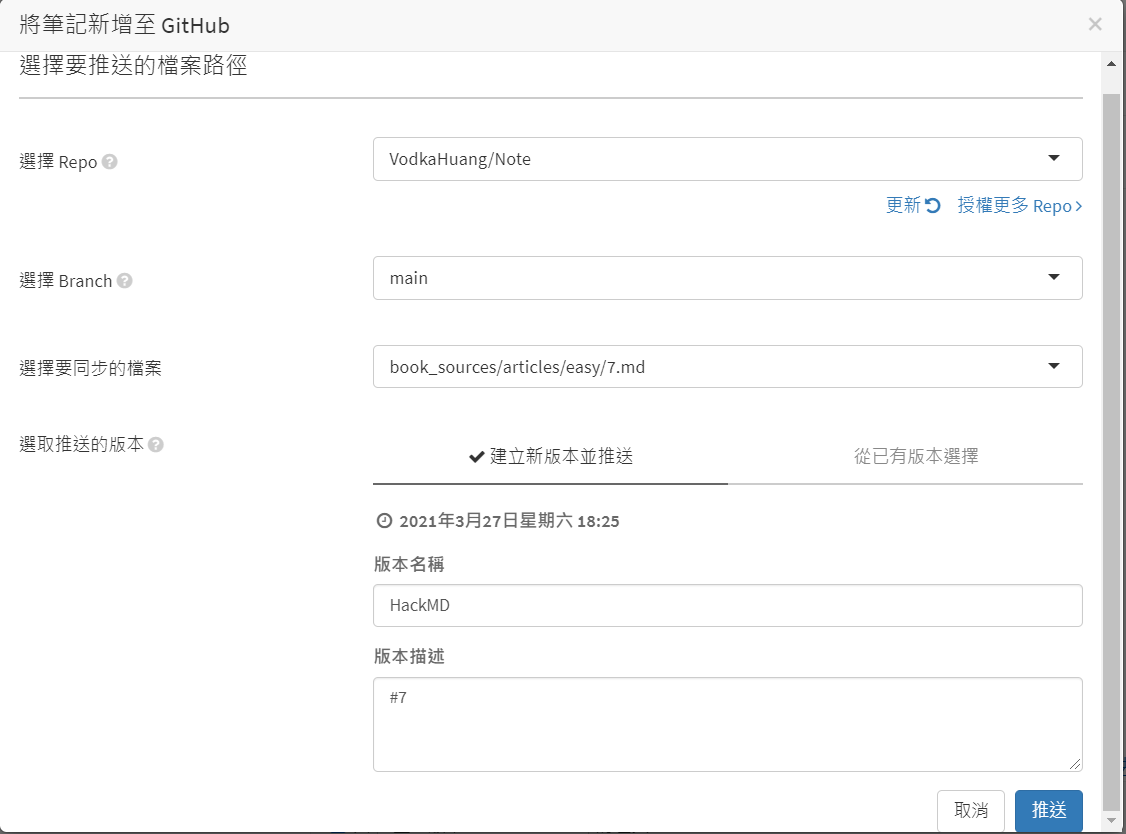 將筆記新增至 GitHub
選擇要推送的檔案路徑
選擇 Repo
VodkaHuang/Note
更新 授權更多 Repo
選擇 Branch
main
選擇要同步的檔案
book_sources/articles/easy/7.md
選取推送的版本
建立新版本並推送 從已有版本選擇
2021年3月27日星期六 18:25
版本名稱
HackMD
版本描述
#7
取消 推送